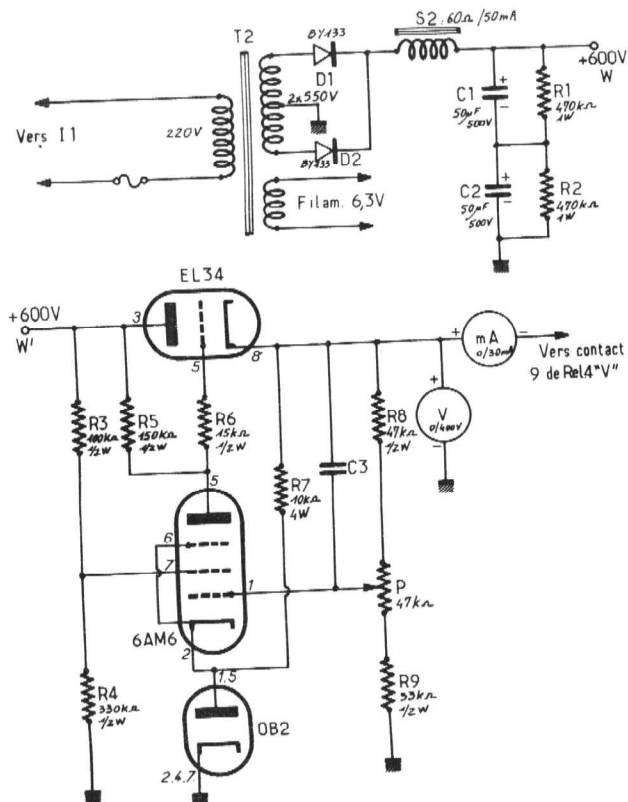 S2 : 60Ω / 50mA
T2
BY133
D1
+600V
W
2x550V
C1
50µF
500V
+
−
R1
470kΩ
1W
Vers I1
220V
BY133
D2
C2
50µF
500V
+
−
R2
470kΩ
1W
Filam. 6,3V
EL34
+600V
W'
3
8
5
+
mA
0/30mA
−
Vers contact
9 de Rel.4 "V"
R3
100kΩ
1/2W
R5
150kΩ
1/2W
R6
15kΩ
1/2W
R8
47kΩ
1/2W
+
V
0/400V
−
C3
R7
10kΩ
4W
5
6
7
1
P
47kΩ
6AM6
2
1.5
R4
330kΩ
1/2W
R9
33kΩ
1/2W
OB2
2.4.7.